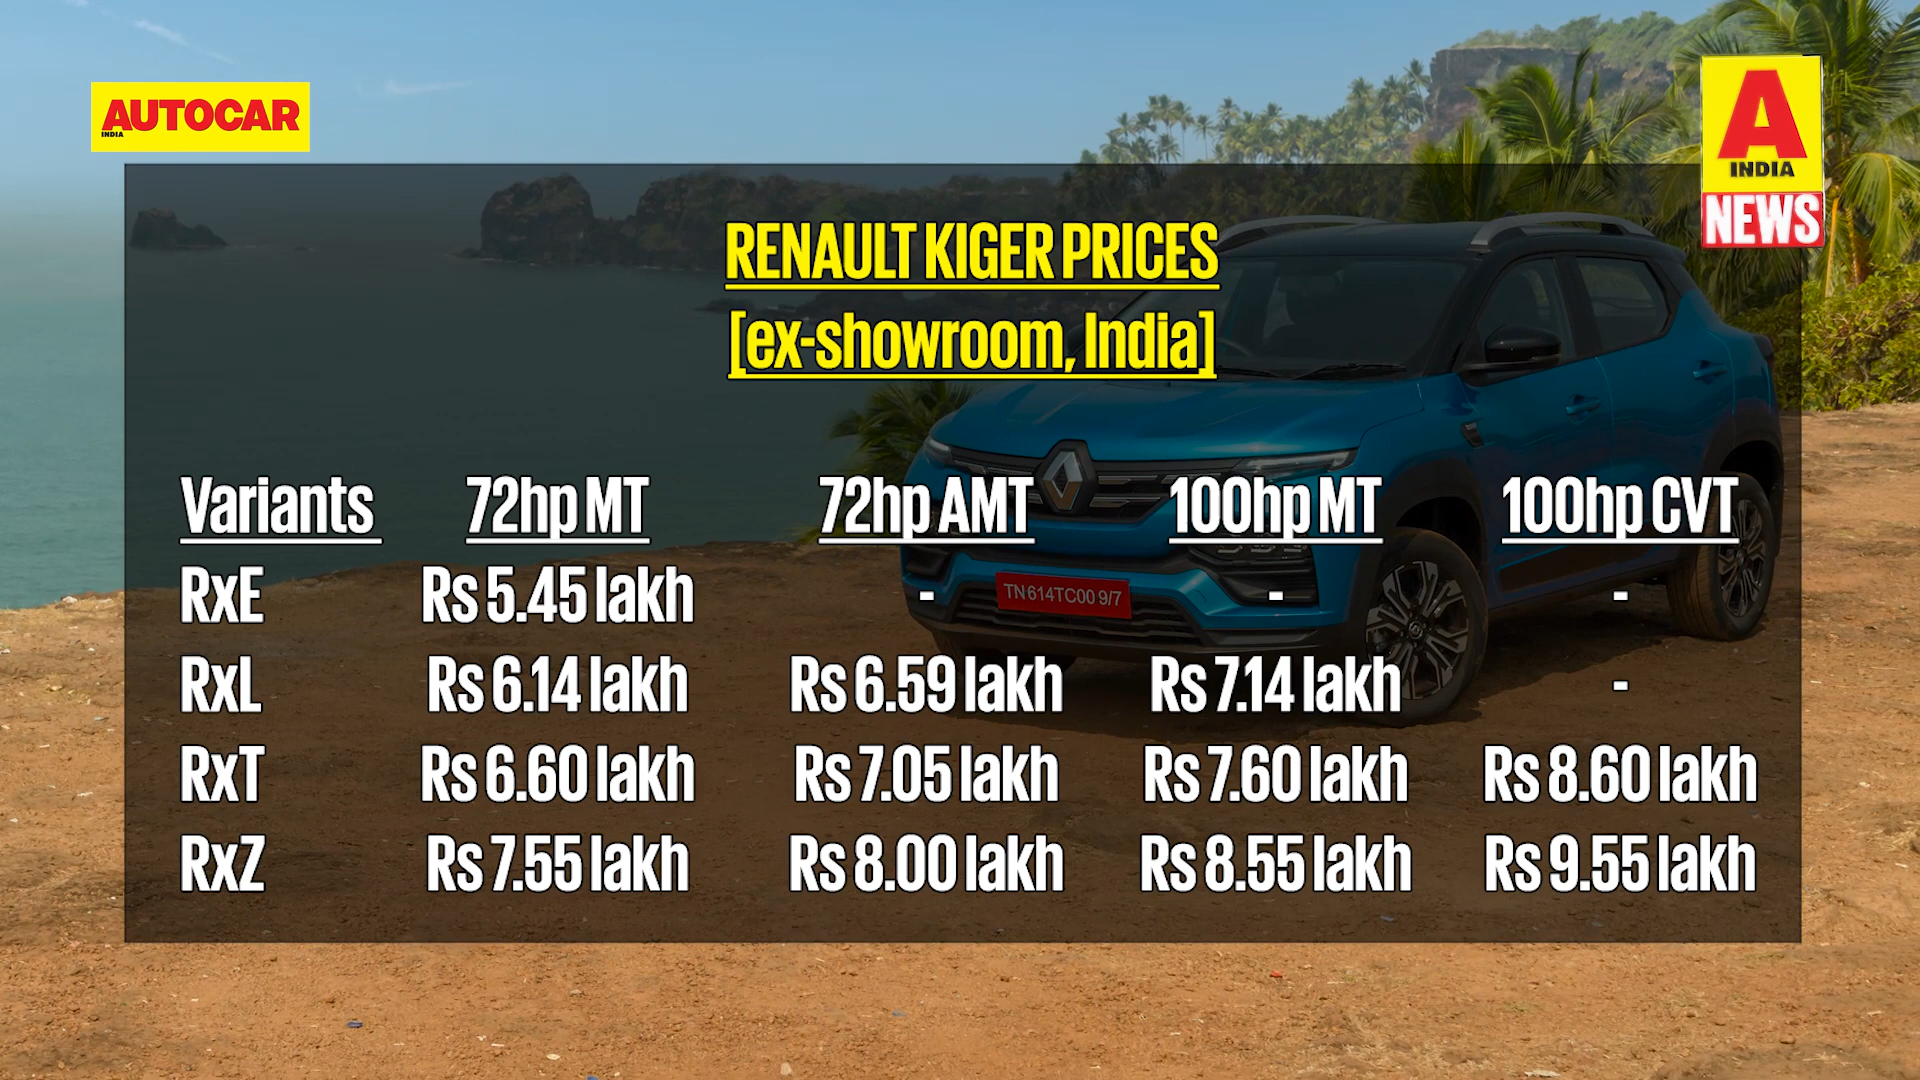 AUTOCAR
INDIA
A
INDIA
NEWS
RENAULT KIGER PRICES
[ex-showroom, India]
Variants 72hp MT 72hp AMT 100hp MT 100hp CVT
RxE Rs 5.45 lakh - - -
RxL Rs 6.14 lakh Rs 6.59 lakh Rs 7.14 lakh -
RxT Rs 6.60 lakh Rs 7.05 lakh Rs 7.60 lakh Rs 8.60 lakh
RxZ Rs 7.55 lakh Rs 8.00 lakh Rs 8.55 lakh Rs 9.55 lakh
TN 614TC00 9/7